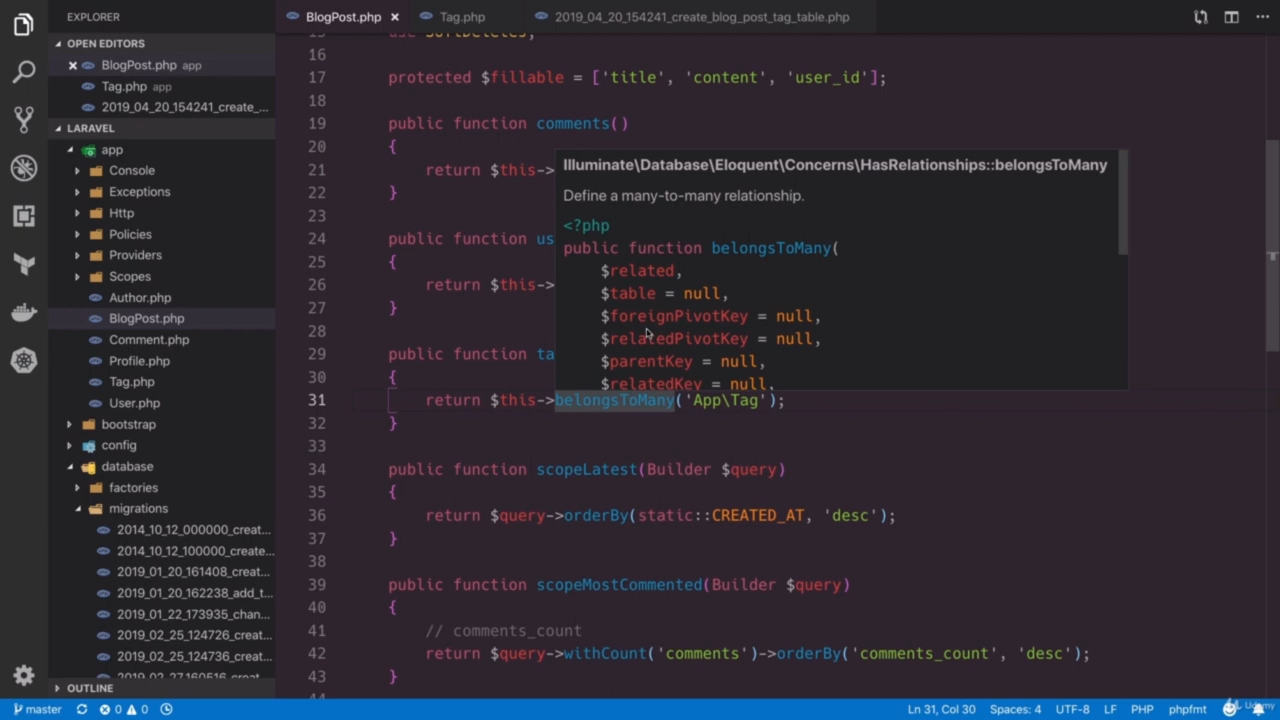 EXPLORER
OPEN EDITORS
BlogPost.php app
Tag.php app
2019_04_20_154241_create_...
LARAVEL
app
Console
Exceptions
Http
Policies
Providers
Scopes
Author.php
BlogPost.php
Comment.php
Profile.php
Tag.php
User.php
bootstrap
config
database
factories
migrations
2014_10_12_000000_creat...
2014_10_12_100000_create...
2019_01_20_161408_creat...
2019_01_20_162238_add_t...
2019_01_22_173935_chan...
2019_02_25_124726_creat...
2019_02_25_124736_creat...
2019_02_27_160516_creat...
OUTLINE
BlogPost.php
Tag.php
2019_04_20_154241_create_blog_post_tag_table.php
15 use SoftDeletes;
16
17 protected $fillable = ['title', 'content', 'user_id'];
18
19 public function comments()
20 {
21 return $this->
22 }
23
24 public function us
25 {
26 return $this->
27 }
28
29 public function ta
30 {
31 return $this->belongsToMany('App\Tag');
32 }
33
34 public function scopeLatest(Builder $query)
35 {
36 return $query->orderBy(static::CREATED_AT, 'desc');
37 }
38
39 public function scopeMostCommented(Builder $query)
40 {
41 // comments_count
42 return $query->withCount('comments')->orderBy('comments_count', 'desc');
43 }
44
Illuminate\Database\Eloquent\Concerns\HasRelationships::belongsToMany
Define a many-to-many relationship.
<?php
public function belongsToMany(
$related,
$table = null,
$foreignPivotKey = null,
$relatedPivotKey = null,
$parentKey = null,
$relatedKey = null,
master 0 0 Ln 31, Col 30 Spaces: 4 UTF-8 LF PHP phpfmt
Udemy